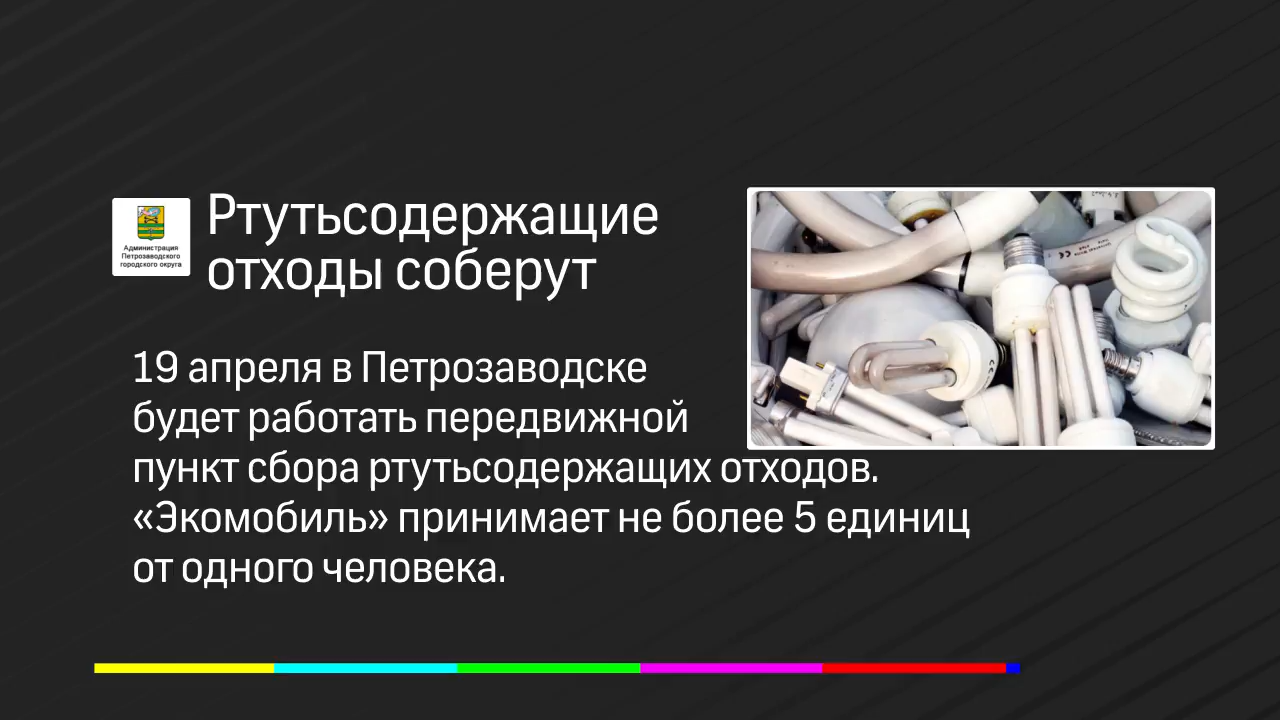 Администрация
Петрозаводского
городского округа
Ртутьсодержащие
отходы соберут
19 апреля в Петрозаводске
будет работать передвижной
пункт сбора ртутьсодержащих отходов.
«Экомобиль» принимает не более 5 единиц
от одного человека.